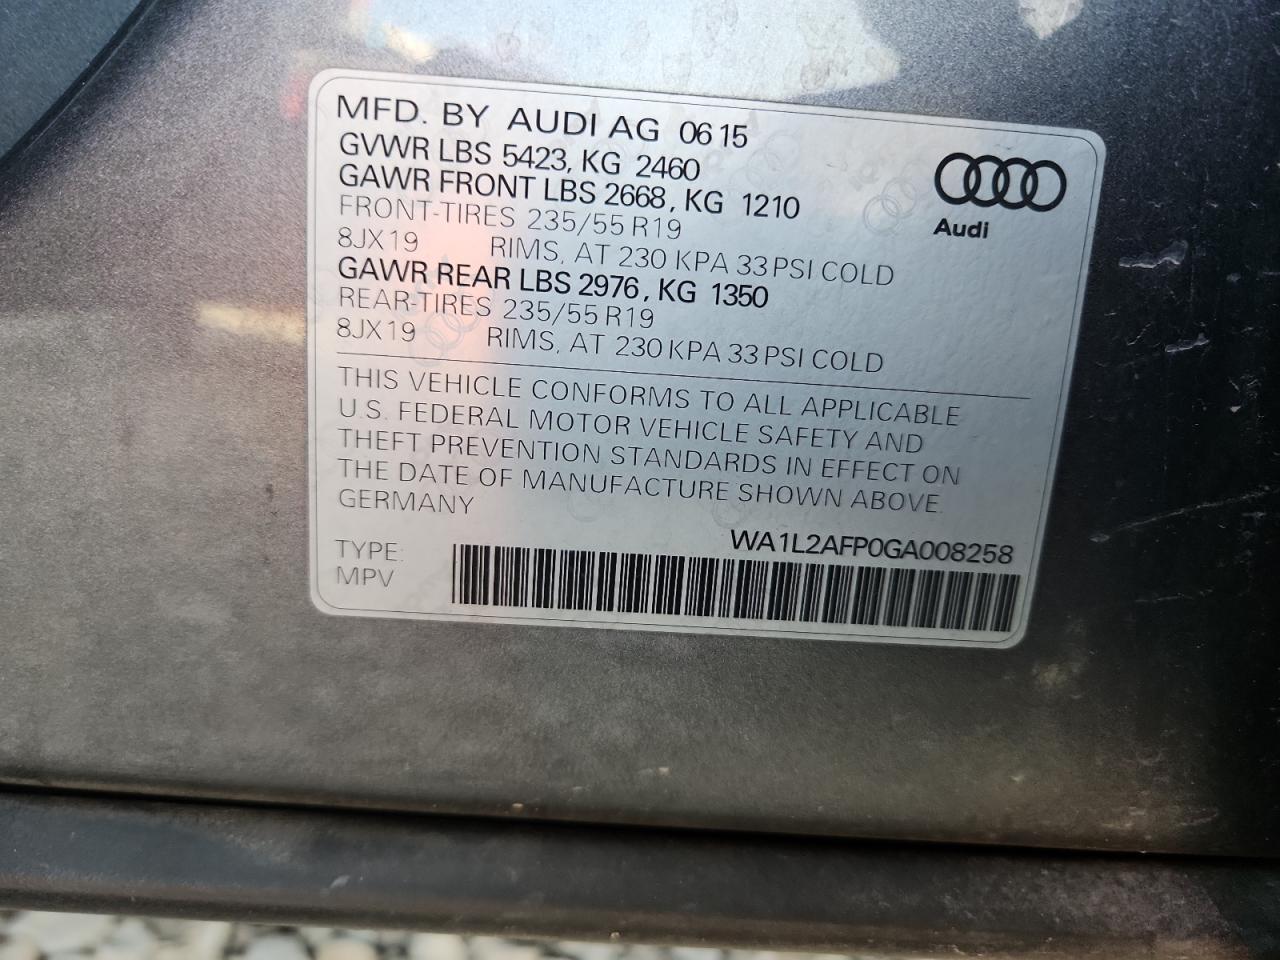 MFD. BY AUDI AG 06 15
GVWR LBS 5423, KG 2460
GAWR FRONT LBS 2668, KG 1210
FRONT-TIRES 235/55 R19
8JX19 RIMS, AT 230 KPA 33 PSI COLD
GAWR REAR LBS 2976, KG 1350
REAR-TIRES 235/55 R19
8JX19 RIMS, AT 230 KPA 33 PSI COLD
Audi
THIS VEHICLE CONFORMS TO ALL APPLICABLE
U.S. FEDERAL MOTOR VEHICLE SAFETY AND
THEFT PREVENTION STANDARDS IN EFFECT ON
THE DATE OF MANUFACTURE SHOWN ABOVE.
GERMANY
WA1L2AFP0GA008258
TYPE:
MPV